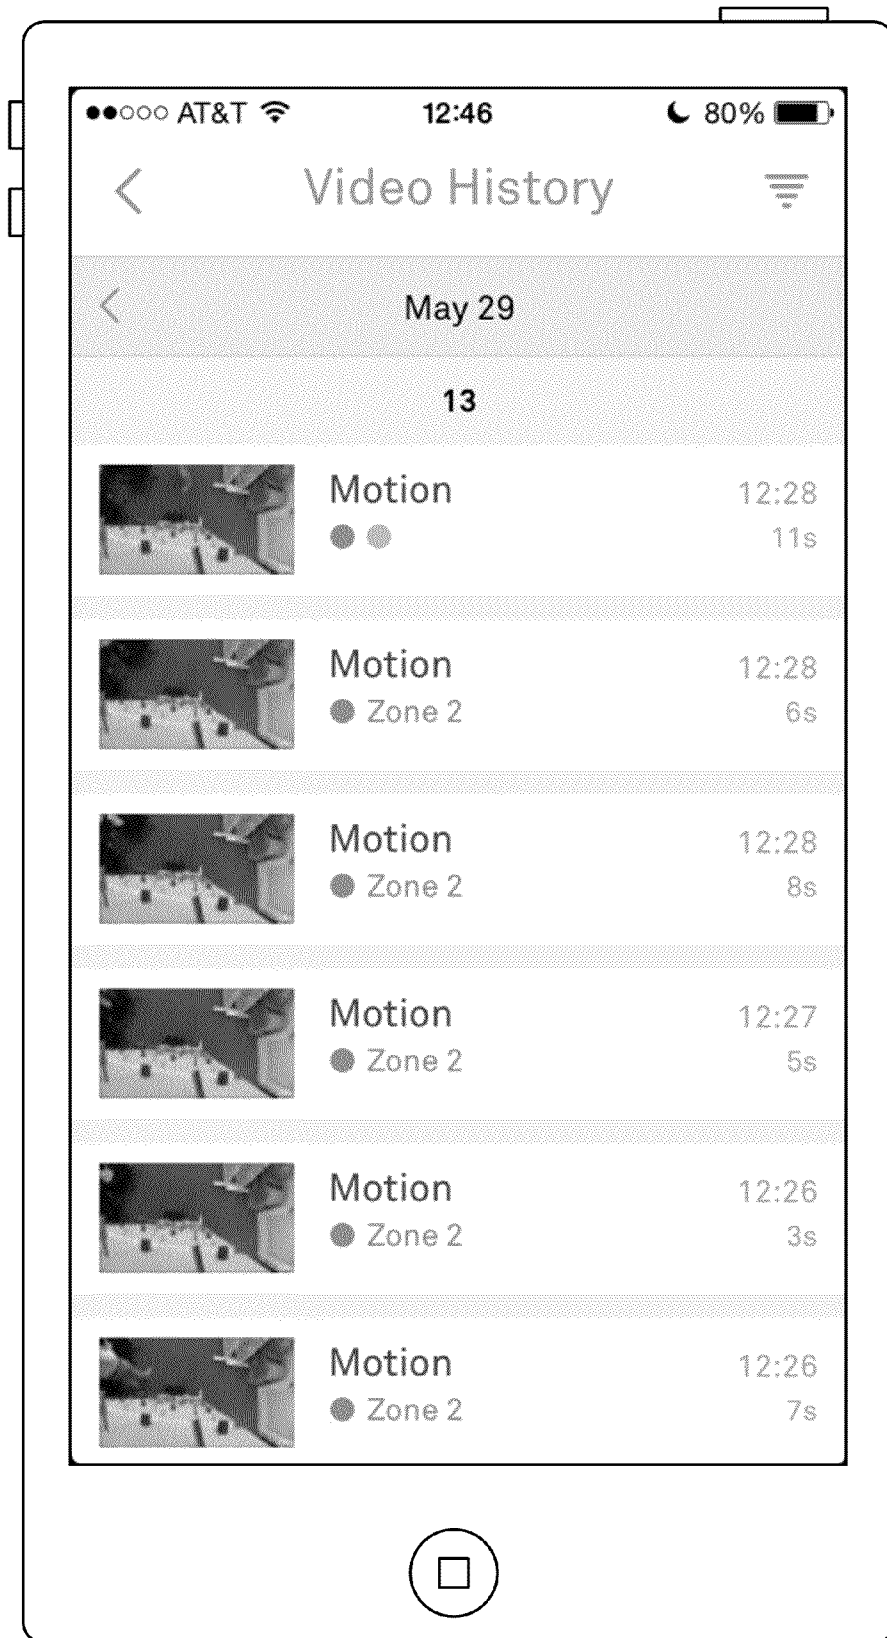 AT&T 12:46 80%
Video History
May 29
13
Motion 12:28
11s
Motion 12:28
Zone 2 6s
Motion 12:28
Zone 2 8s
Motion 12:27
Zone 2 5s
Motion 12:26
Zone 2 3s
Motion 12:26
Zone 2 7s